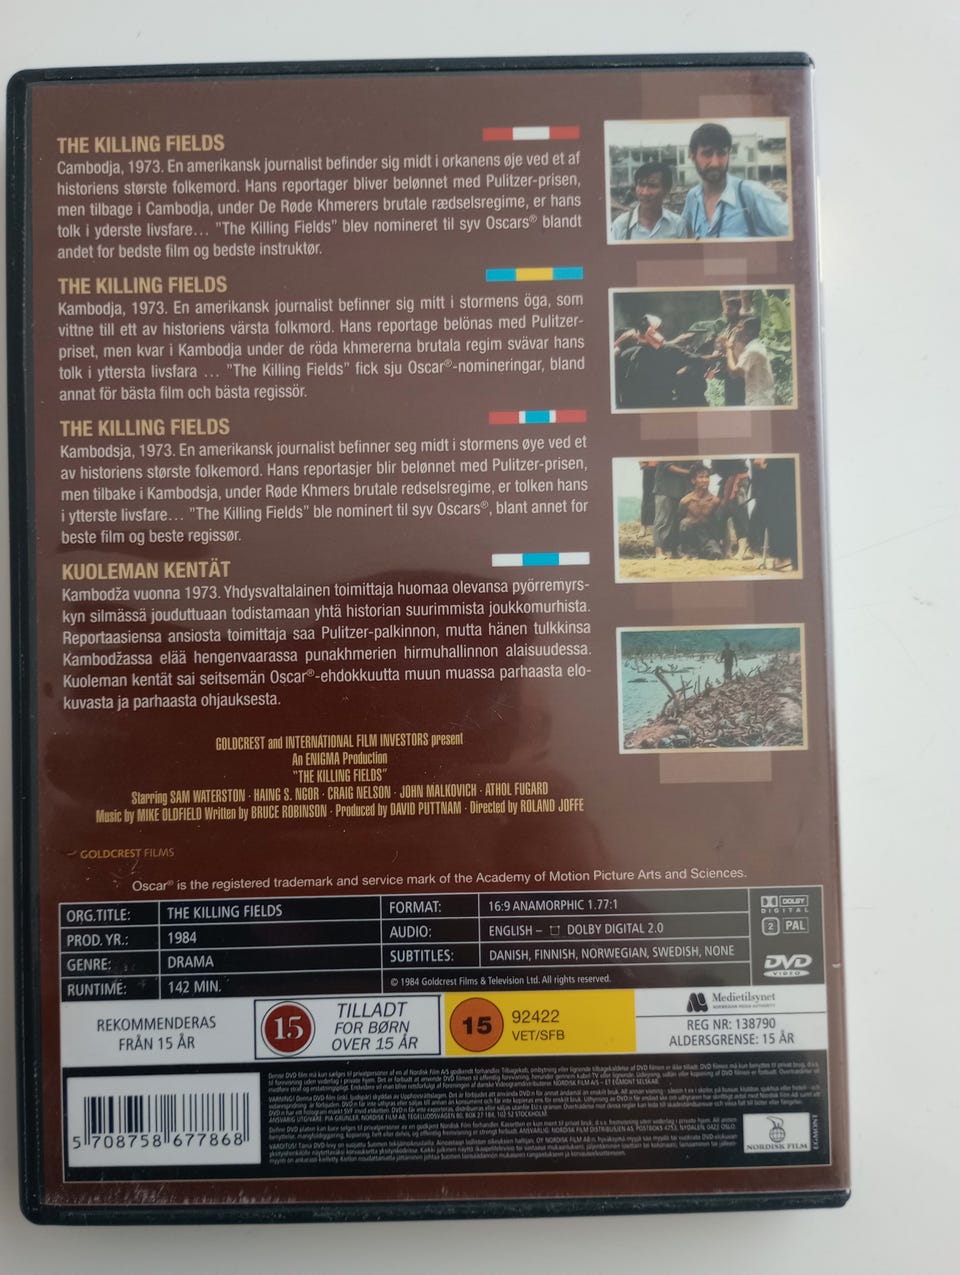 THE KILLING FIELDS
Cambodja, 1973. En amerikansk journalist befinder sig midt i orkanens øje ved et af
historiens største folkemord. Hans reportager bliver belønnet med Pulitzer-prisen,
men tilbage i Cambodja, under De Røde Khmerers brutale rædselsregime, er hans
tolk i yderste livsfare... "The Killing Fields" blev nomineret til syv Oscars® blandt
andet for bedste film og bedste instruktør.
THE KILLING FIELDS
Kambodja, 1973. En amerikansk journalist befinner sig mitt i stormens öga, som
vittne till ett av historiens värsta folkmord. Hans reportage belönas med Pulitzer-
priset, men kvar i Kambodja under de röda khmererna brutala regim svävar hans
tolk i yttersta livsfara ... "The Killing Fields" fick sju Oscar®-nomineringar, bland
annat för bästa film och bästa regissör.
THE KILLING FIELDS
Kambodsja, 1973. En amerikansk journalist befinner seg midt i stormens øye ved et
av historiens største folkemord. Hans reportasjer blir belønnet med Pulitzer-prisen,
men tilbake i Kambodsja, under Røde Khmers brutale redselsregime, er tolken hans
i ytterste livsfare... "The Killing Fields" ble nominert til syv Oscars®, blant annet for
beste film og beste regissør.
KUOLEMAN KENTÄT
Kambodža vuonna 1973. Yhdysvaltalainen toimittaja huomaa olevansa pyörremyrs-
kyn silmässä jouduttuaan todistamaan yhtä historian suurimmista joukkomurhista.
Reportaasiensa ansiosta toimittaja saa Pulitzer-palkinnon, mutta hänen tulkkinsa
Kambodžassa elää hengenvaarassa punakhmerien hirmuhallinnon alaisuudessa.
Kuoleman kentät sai seitsemän Oscar®-ehdokkuutta muun muassa parhaasta elo-
kuvasta ja parhaasta ohjauksesta.
GOLDCREST and INTERNATIONAL FILM INVESTORS present
An ENIGMA Production
"THE KILLING FIELDS"
Starring SAM WATERSTON · HAING S. NGOR · CRAIG NELSON · JOHN MALKOVICH · ATHOL FUGARD
Music by MIKE OLDFIELD Written by BRUCE ROBINSON · Produced by DAVID PUTTNAM · Directed by ROLAND JOFFE
GOLDCREST FILMS
Oscar® is the registered trademark and service mark of the Academy of Motion Picture Arts and Sciences.
ORG.TITLE: THE KILLING FIELDS
PROD. YR.: 1984
GENRE: DRAMA
RUNTIME: 142 MIN.
FORMAT: 16:9 ANAMORPHIC 1.77:1
AUDIO: ENGLISH – DOLBY DIGITAL 2.0
SUBTITLES: DANISH, FINNISH, NORWEGIAN, SWEDISH, NONE
© 1984 Goldcrest Films & Television Ltd. All rights reserved.
DOLBY
DIGITAL
2 PAL
DVD
VIDEO
REKOMMENDERAS
FRÅN 15 ÅR
15
TILLADT
FOR BØRN
OVER 15 ÅR
15
92422
VET/SFB
Medietilsynet
NORWEGIAN MEDIA AUTHORITY
REG NR: 138790
ALDERSGRENSE: 15 ÅR
5 708758 677868
NORDISK FILM
EGMONT